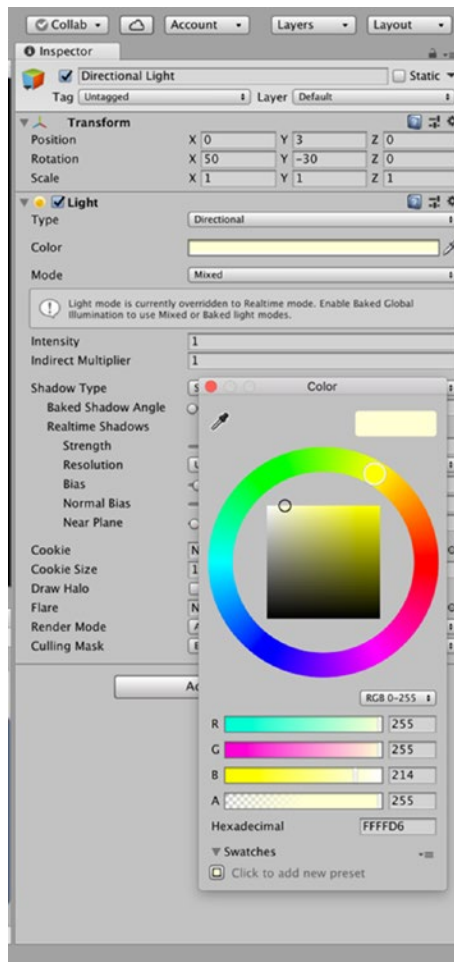 Collab Account Layers Layout
Inspector
Directional Light Static
Tag Untagged Layer Default
Transform
Position X 0 Y 3 Z 0
Rotation X 50 Y -30 Z 0
Scale X 1 Y 1 Z 1
Light
Type Directional
Color
Mode Mixed
Light mode is currently overridden to Realtime mode. Enable Baked Global
Illumination to use Mixed or Baked light modes.
Intensity 1
Indirect Multiplier 1
Shadow Type S
Baked Shadow Angle
Realtime Shadows
Strength
Resolution
Bias
Normal Bias
Near Plane
Cookie N
Cookie Size 1
Draw Halo
Flare N
Render Mode A
Culling Mask E
Ad
Color
RGB 0-255
R 255
G 255
B 214
A 255
Hexadecimal FFFFD6
Swatches
Click to add new preset